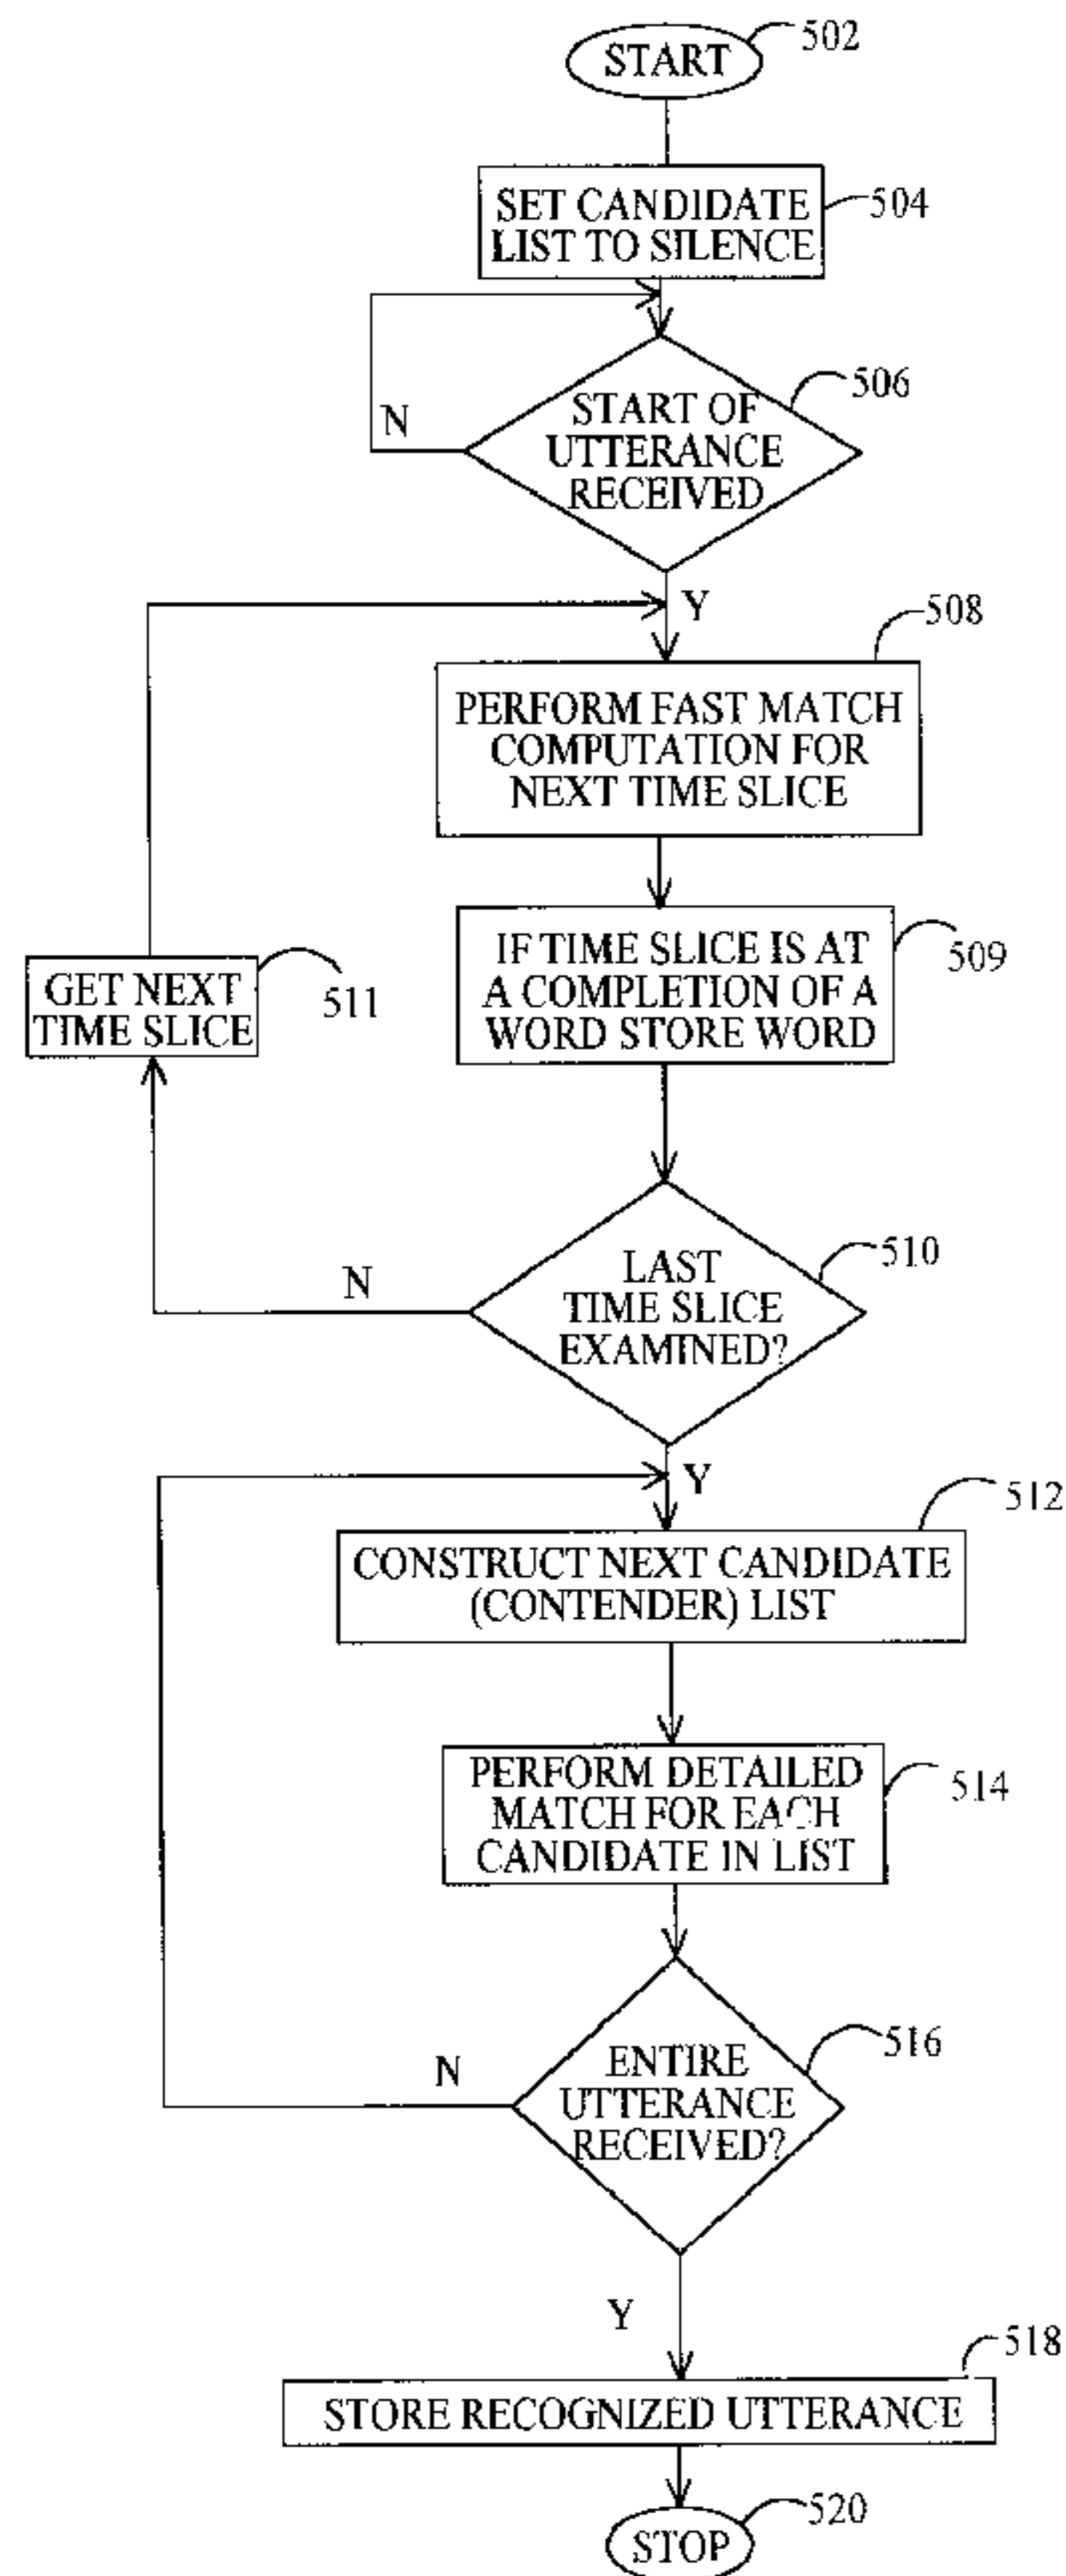 START
502
SET CANDIDATE
LIST TO SILENCE
504
START OF
UTTERANCE
RECEIVED
506
N
Y
508
PERFORM FAST MATCH
COMPUTATION FOR
NEXT TIME SLICE
IF TIME SLICE IS AT
A COMPLETION OF A
WORD STORE WORD
509
GET NEXT
TIME SLICE
511
LAST
TIME SLICE
EXAMINED?
510
N
Y
512
CONSTRUCT NEXT CANDIDATE
(CONTENDER) LIST
PERFORM DETAILED
MATCH FOR EACH
CANDIDATE IN LIST
514
ENTIRE
UTTERANCE
RECEIVED?
516
N
Y
518
STORE RECOGNIZED UTTERANCE
STOP
520